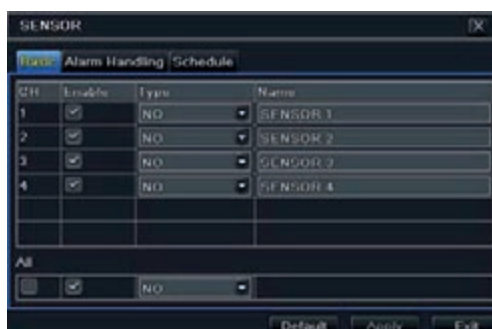 SENSOR X
Basic Alarm Handling Schedule
CH Enable Type Name
1 NO SENSOR 1
2 NO SENSOR 2
3 NO SENSOR 3
4 NO SENSOR 4
All
NO
Default Apply Exit